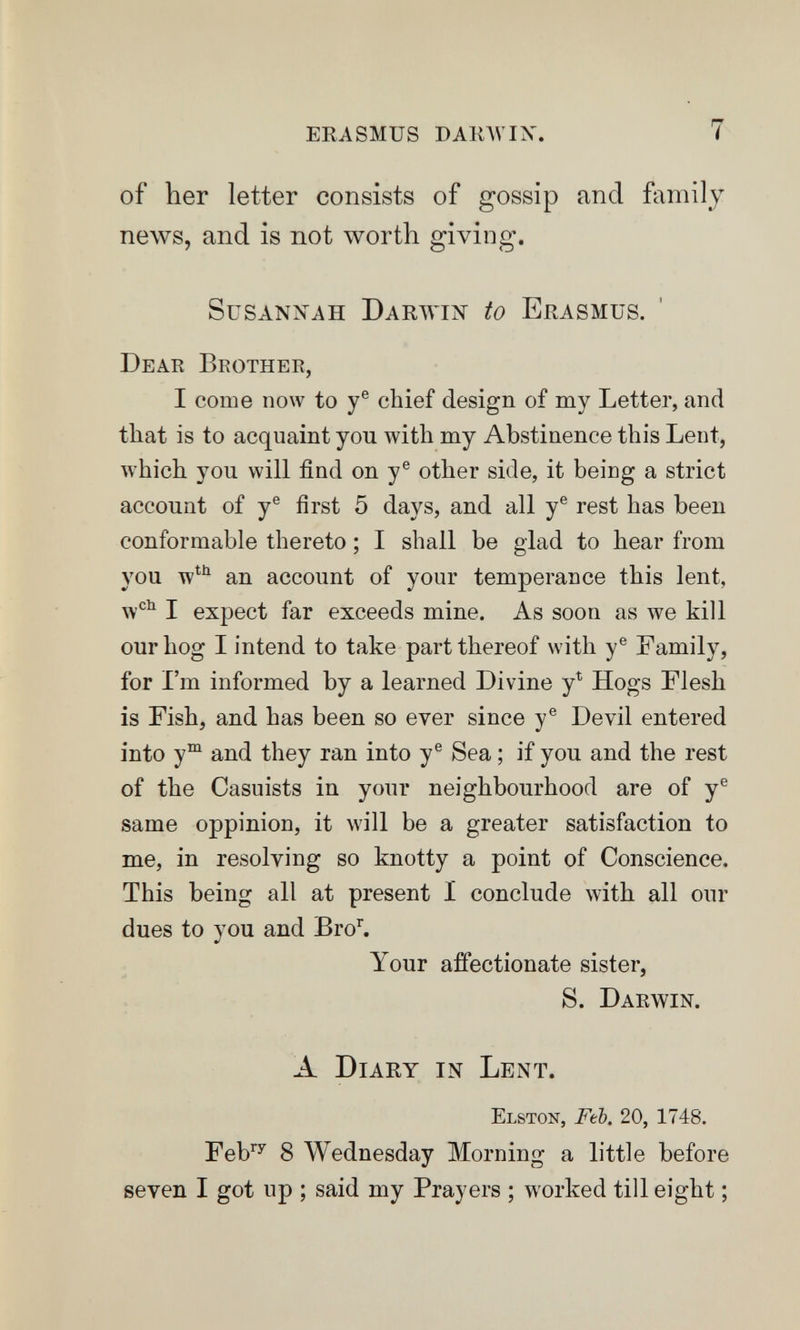 ERASMUS DARWIN. 7
of her letter consists of gossip and family
news, and is not worth giving.
Susannah Darwin to Erasmus.
Dear Brother,
I come now to yᵉ chief design of my Letter, and
that is to acquaint you with my Abstinence this Lent,
which you will find on yᵉ other side, it being a strict
account of yᵉ first 5 days, and all yᵉ rest has been
conformable thereto; I shall be glad to hear from
you wᵗʰ an account of your temperance this lent,
wᶜʰ I expect far exceeds mine. As soon as we kill
our hog I intend to take part thereof with yᵉ Family,
for I'm informed by a learned Divine yᵗ Hogs Flesh
is Fish, and has been so ever since yᵉ Devil entered
into yᵐ and they ran into yᵉ Sea; if you and the rest
of the Casuists in your neighbourhood are of yᵉ
same oppinion, it will be a greater satisfaction to
me, in resolving so knotty a point of Conscience.
This being all at present I conclude with all our
dues to you and Broʳ.
Your affectionate sister,
S. Darwin.
A Diary in Lent.
Elston, Feb. 20, 1748.
Febʳʸ 8 Wednesday Morning a little before
seven I got up; said my Prayers; worked till eight;